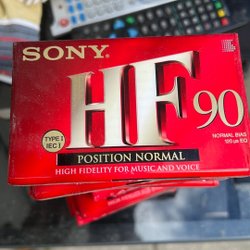 SONY
HF 90
TYPE I
IEC I
NORMAL BIAS
120 µs EQ
POSITION NORMAL
HIGH FIDELITY FOR MUSIC AND VOICE